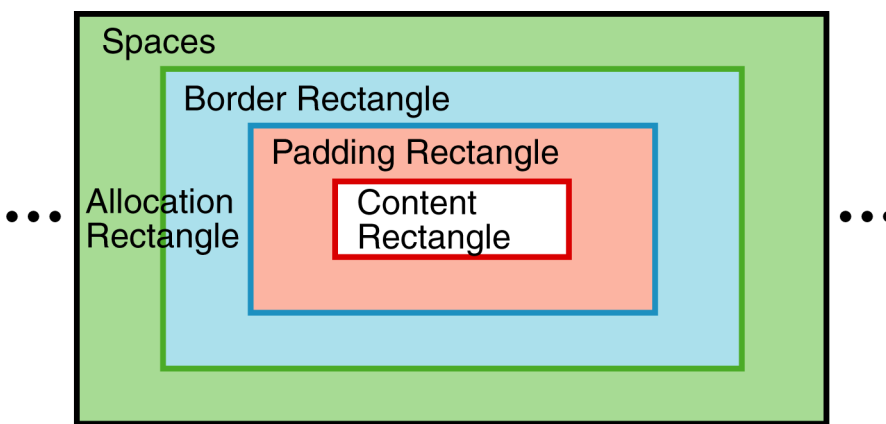 Spaces
Border Rectangle
Padding Rectangle
Allocation
Rectangle
Content
Rectangle